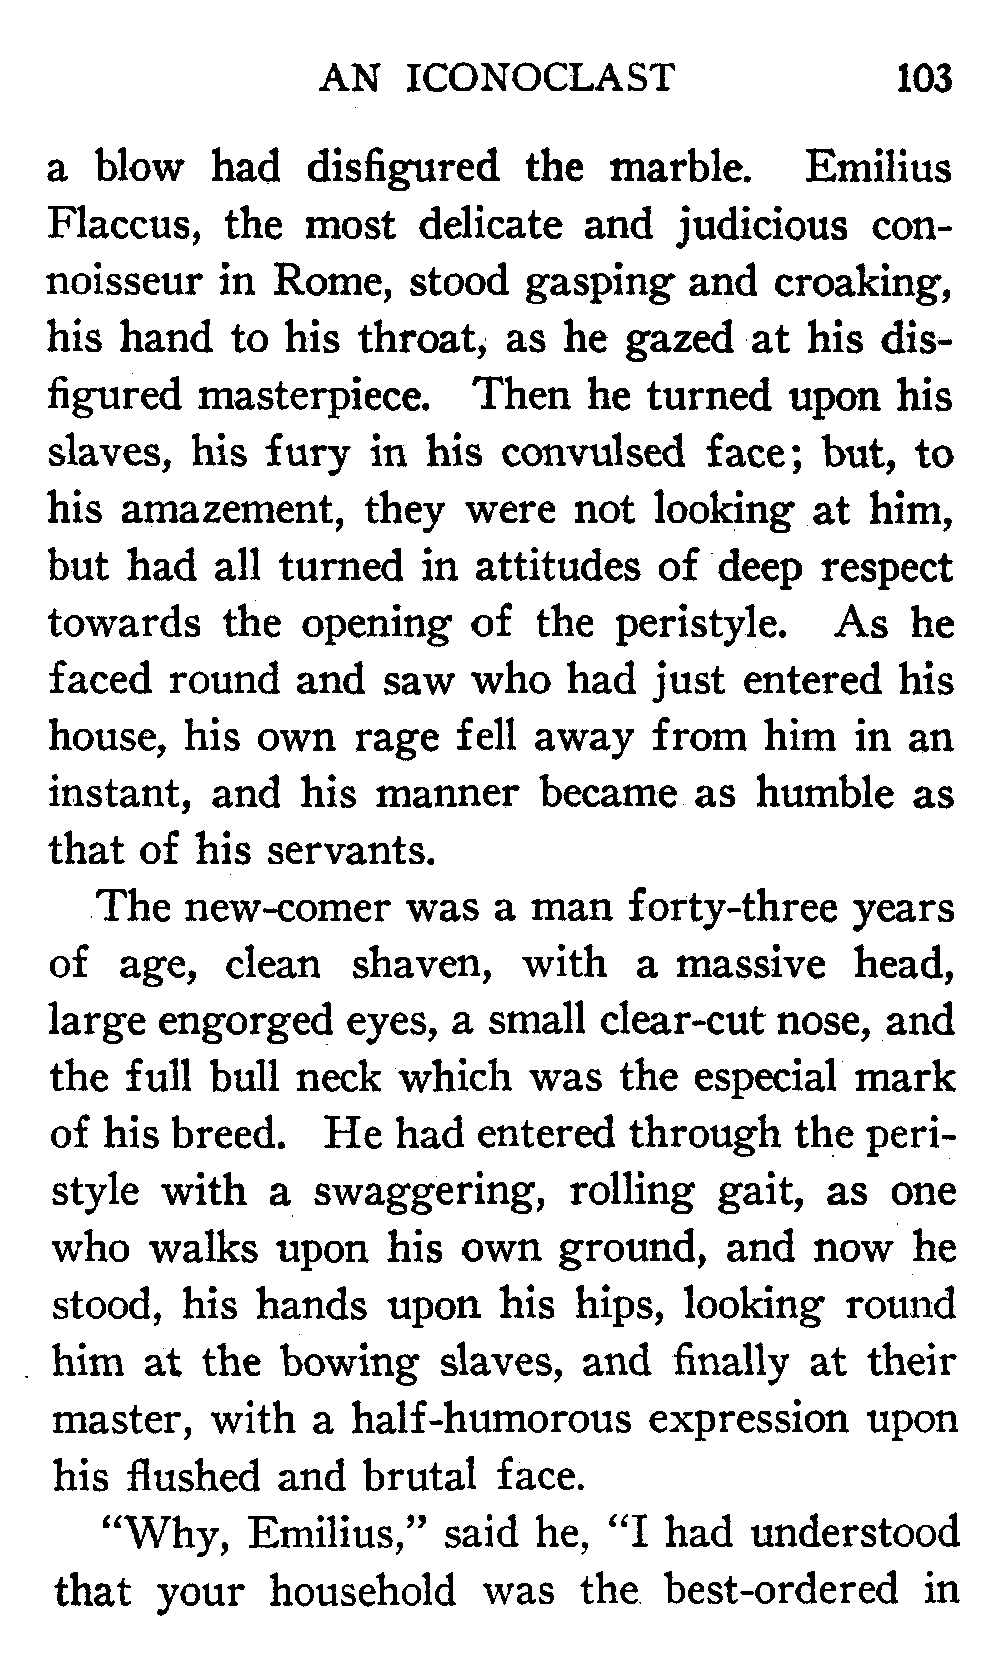 AN ICONOCLAST 103
a blow had disfigured the marble. Emilius
Flaccus, the most delicate and judicious con-
noisseur in Rome, stood gasping and croaking,
his hand to his throat, as he gazed at his dis-
figured masterpiece. Then he turned upon his
slaves, his fury in his convulsed face; but, to
his amazement, they were not looking at him,
but had all turned in attitudes of deep respect
towards the opening of the peristyle. As he
faced round and saw who had just entered his
house, his own rage fell away from him in an
instant, and his manner became as humble as
that of his servants.
The new-comer was a man forty-three years
of age, clean shaven, with a massive head,
large engorged eyes, a small clear-cut nose, and
the full bull neck which was the especial mark
of his breed. He had entered through the peri-
style with a swaggering, rolling gait, as one
who walks upon his own ground, and now he
stood, his hands upon his hips, looking round
him at the bowing slaves, and finally at their
master, with a half-humorous expression upon
his flushed and brutal face.
“Why, Emilius,” said he, “I had understood
that your household was the best-ordered in